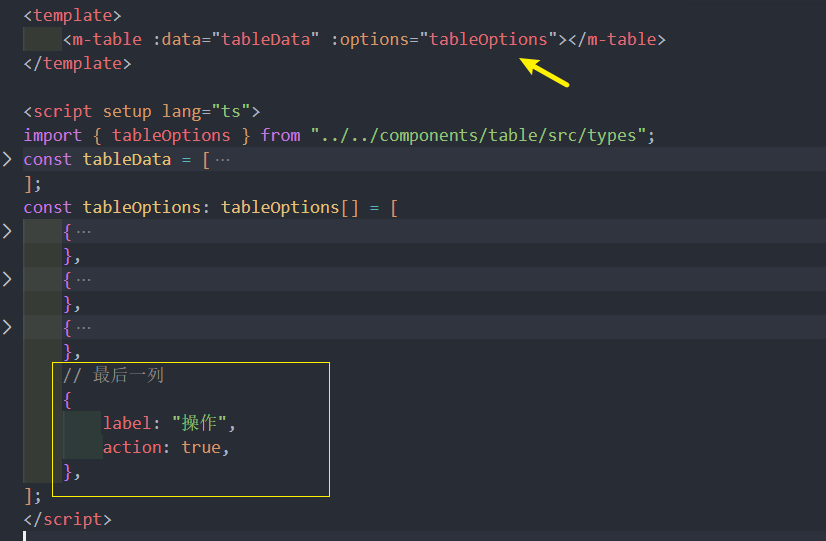 <template>
    <m-table :data="tableData" :options="tableOptions"></m-table>
</template>

<script setup lang="ts">
import { tableOptions } from "../../components/table/src/types";
const tableData = [ ···
];
const tableOptions: tableOptions[] = [
    { ···
    },
    { ···
    },
    { ···
    },
    // 最后一列
    {
        label: "操作",
        action: true,
    },
];
</script>